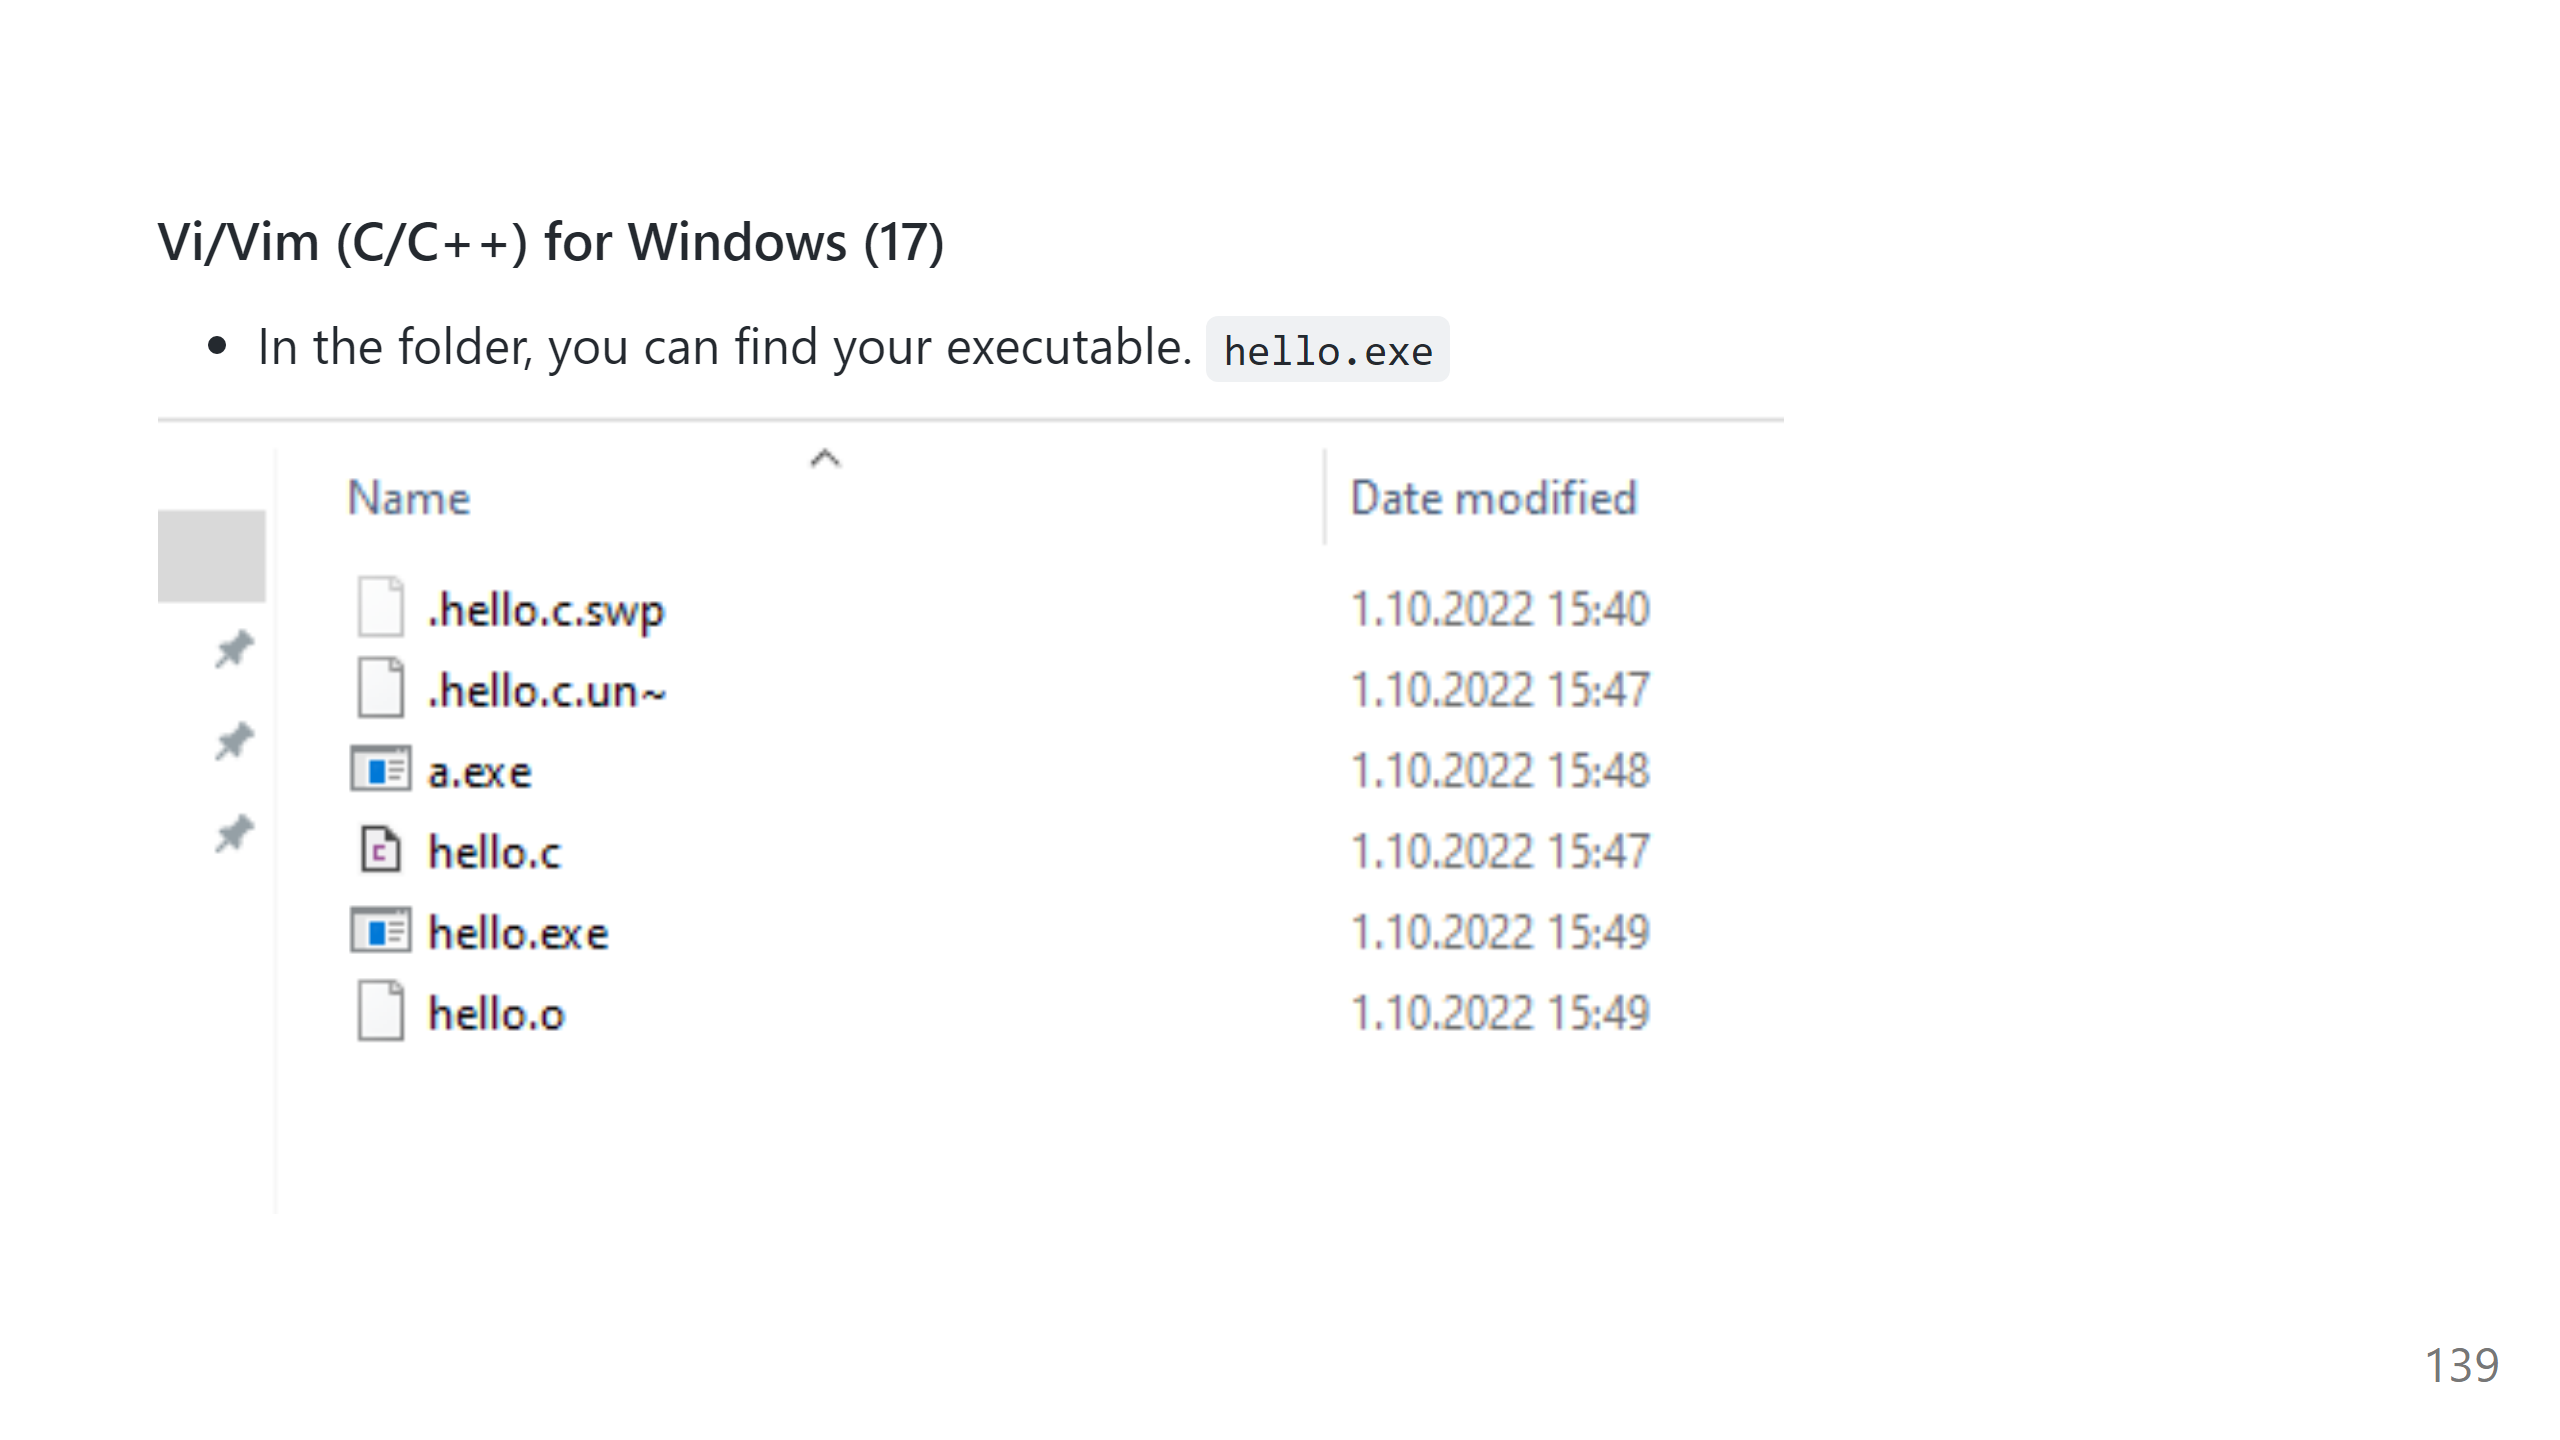 Vi/Vim (C/C++) for Windows (17)
• In the folder, you can find your executable. hello.exe
Name Date modified
.hello.c.swp 1.10.2022 15:40
.hello.c.un~ 1.10.2022 15:47
a.exe 1.10.2022 15:48
hello.c 1.10.2022 15:47
hello.exe 1.10.2022 15:49
hello.o 1.10.2022 15:49
139